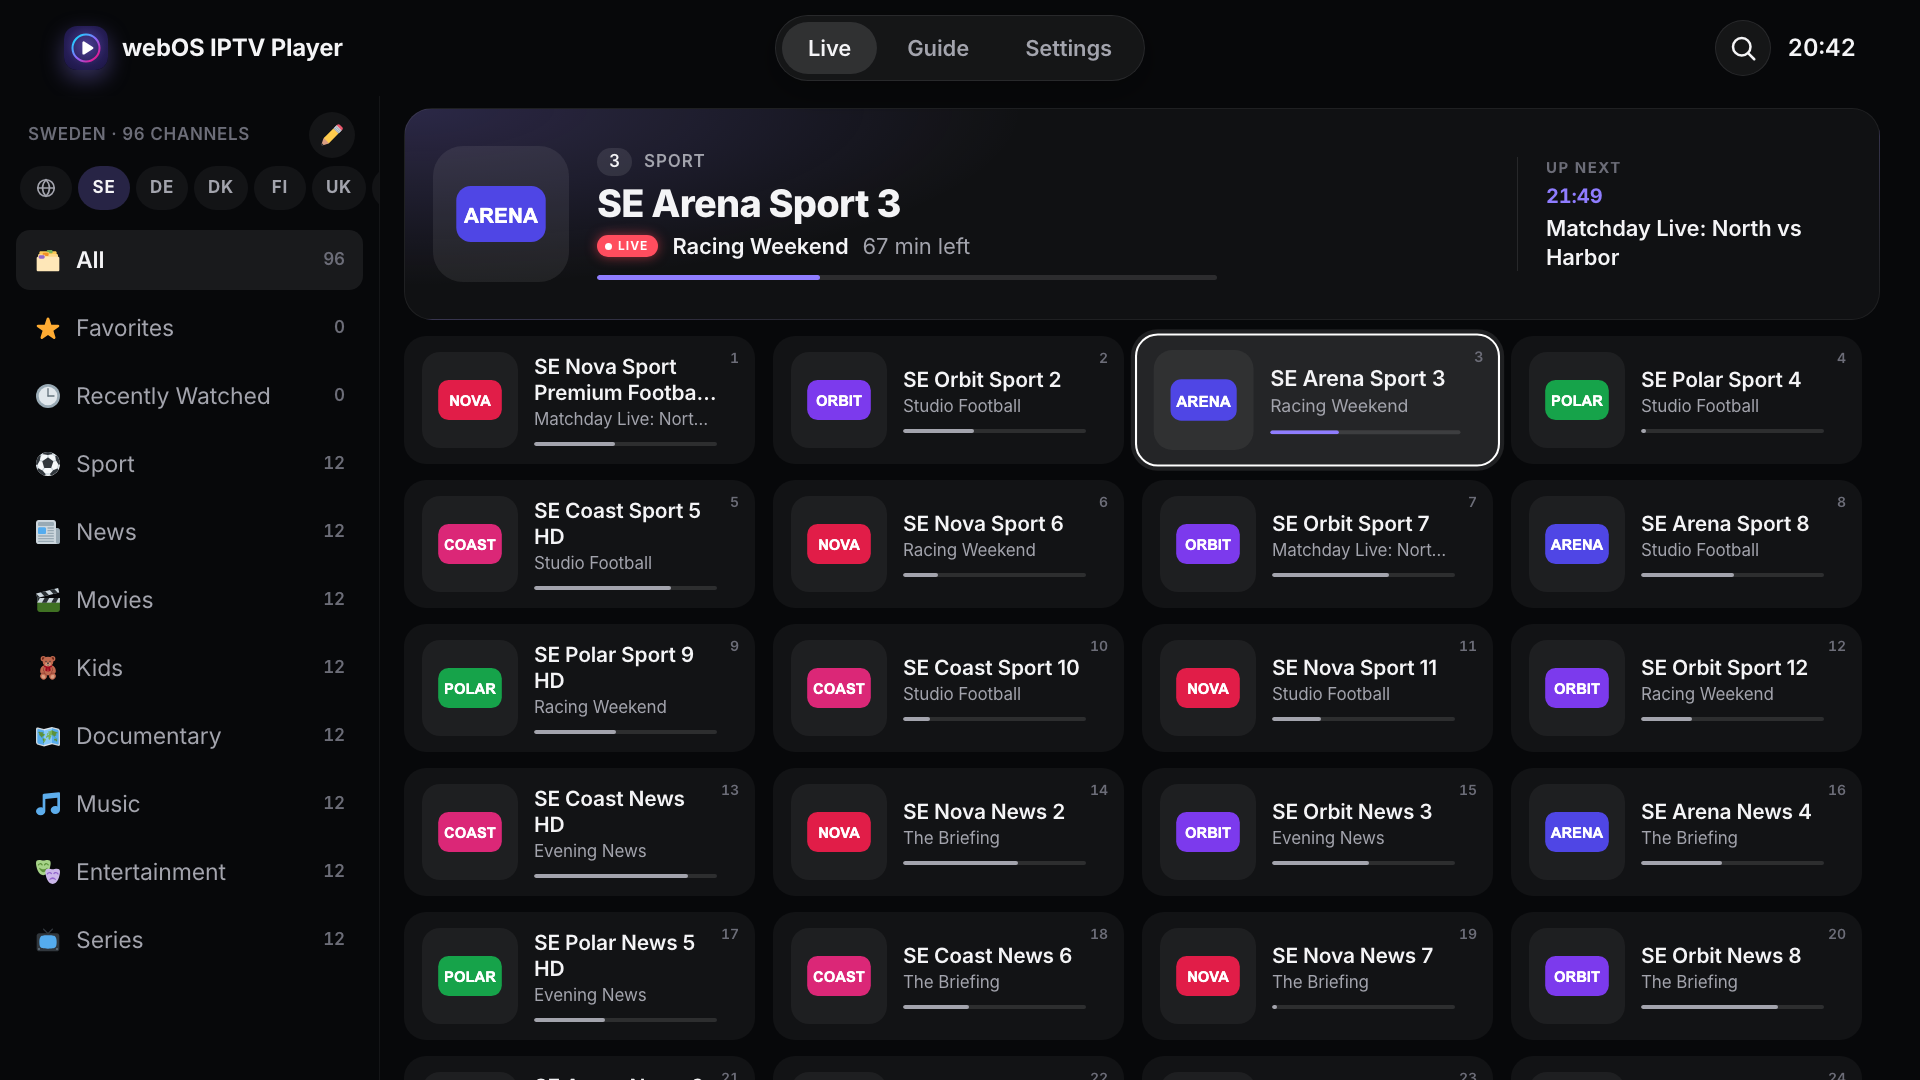 webOS IPTV Player
Live
Guide
Settings
20:42
SWEDEN · 96 CHANNELS
SE
DE
DK
FI
UK
All
96
Favorites
0
Recently Watched
0
Sport
12
News
12
Movies
12
Kids
12
Documentary
12
Music
12
Entertainment
12
Series
12
ARENA
3
SPORT
SE Arena Sport 3
LIVE
Racing Weekend
67 min left
UP NEXT
21:49
Matchday Live: North vs
Harbor
NOVA
SE Nova Sport
Premium Footba...
Matchday Live: Nort...
1
ORBIT
SE Orbit Sport 2
Studio Football
2
ARENA
SE Arena Sport 3
Racing Weekend
3
POLAR
SE Polar Sport 4
Studio Football
4
COAST
SE Coast Sport 5
HD
Studio Football
5
NOVA
SE Nova Sport 6
Racing Weekend
6
ORBIT
SE Orbit Sport 7
Matchday Live: Nort...
7
ARENA
SE Arena Sport 8
Studio Football
8
POLAR
SE Polar Sport 9
HD
Racing Weekend
9
COAST
SE Coast Sport 10
Studio Football
10
NOVA
SE Nova Sport 11
Studio Football
11
ORBIT
SE Orbit Sport 12
Racing Weekend
12
COAST
SE Coast News
HD
Evening News
13
NOVA
SE Nova News 2
The Briefing
14
ORBIT
SE Orbit News 3
Evening News
15
ARENA
SE Arena News 4
The Briefing
16
POLAR
SE Polar News 5
HD
Evening News
17
COAST
SE Coast News 6
The Briefing
18
NOVA
SE Nova News 7
The Briefing
19
ORBIT
SE Orbit News 8
The Briefing
20
21
22
23
24